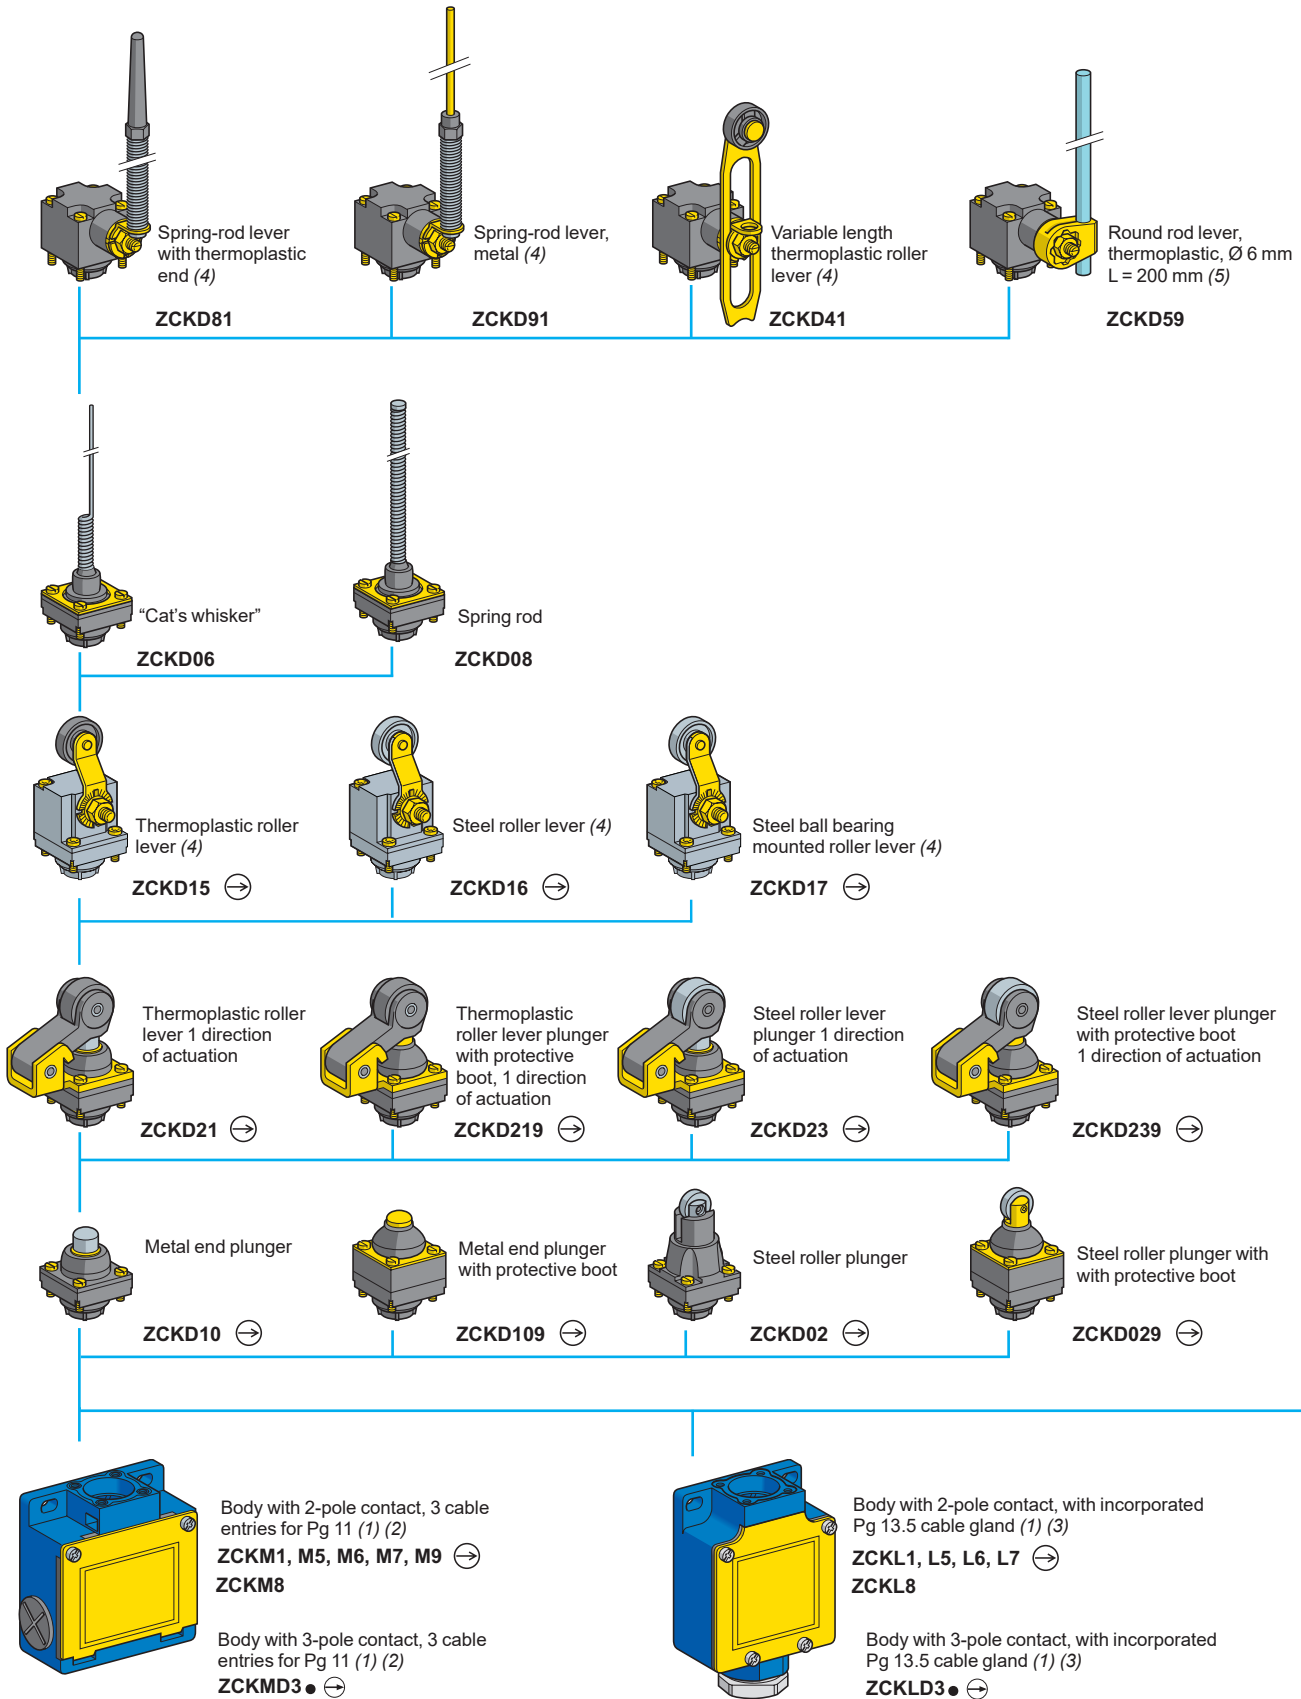 Spring-rod lever
with thermoplastic
end (4)
ZCKD81
Spring-rod lever,
metal (4)
ZCKD91
Variable length
thermoplastic roller
lever (4)
ZCKD41
Round rod lever,
thermoplastic, Ø 6 mm
L = 200 mm (5)
ZCKD59
“Cat’s whisker”
ZCKD06
Spring rod
ZCKD08
Thermoplastic roller
lever (4)
ZCKD15
Steel roller lever (4)
ZCKD16
Steel ball bearing
mounted roller lever (4)
ZCKD17
Thermoplastic roller
lever 1 direction
of actuation
ZCKD21
Thermoplastic
roller lever plunger
with protective
boot, 1 direction
of actuation
ZCKD219
Steel roller lever
plunger 1 direction
of actuation
ZCKD23
Steel roller lever plunger
with protective boot
1 direction of actuation
ZCKD239
Metal end plunger
ZCKD10
Metal end plunger
with protective boot
ZCKD109
Steel roller plunger
ZCKD02
Steel roller plunger with
with protective boot
ZCKD029
Body with 2-pole contact, 3 cable
entries for Pg 11 (1) (2)
ZCKM1, M5, M6, M7, M9
ZCKM8
Body with 3-pole contact, 3 cable
entries for Pg 11 (1) (2)
ZCKMD3●
Body with 2-pole contact, with incorporated
Pg 13.5 cable gland (1) (3)
ZCKL1, L5, L6, L7
ZCKL8
Body with 3-pole contact, with incorporated
Pg 13.5 cable gland (1) (3)
ZCKLD3●